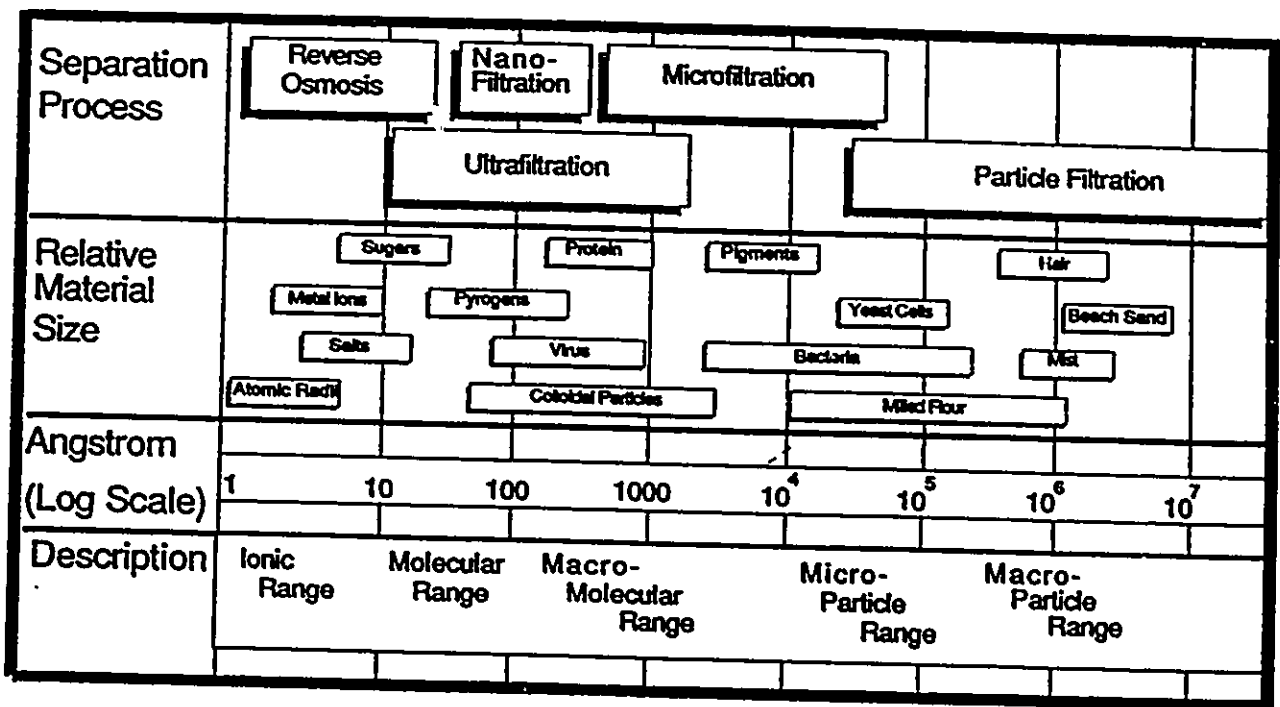 Separation
Process
Reverse
Osmosis
Nano-
Filtration
Microfiltration
Ultrafiltration
Particle Filtration
Relative
Material
Size
Sugars
Protein
Pigments
Hair
Metal Ions
Pyrogens
Yeast Cells
Beach Sand
Salts
Virus
Bacteria
Mist
Atomic Radii
Colloidal Particles
Milled Flour
Angstrom
(Log Scale)
1
10
100
1000
10⁴
10⁵
10⁶
10⁷
Description
Ionic
Range
Molecular
Range
Macro-
Molecular
Range
Micro-
Particle
Range
Macro-
Particle
Range